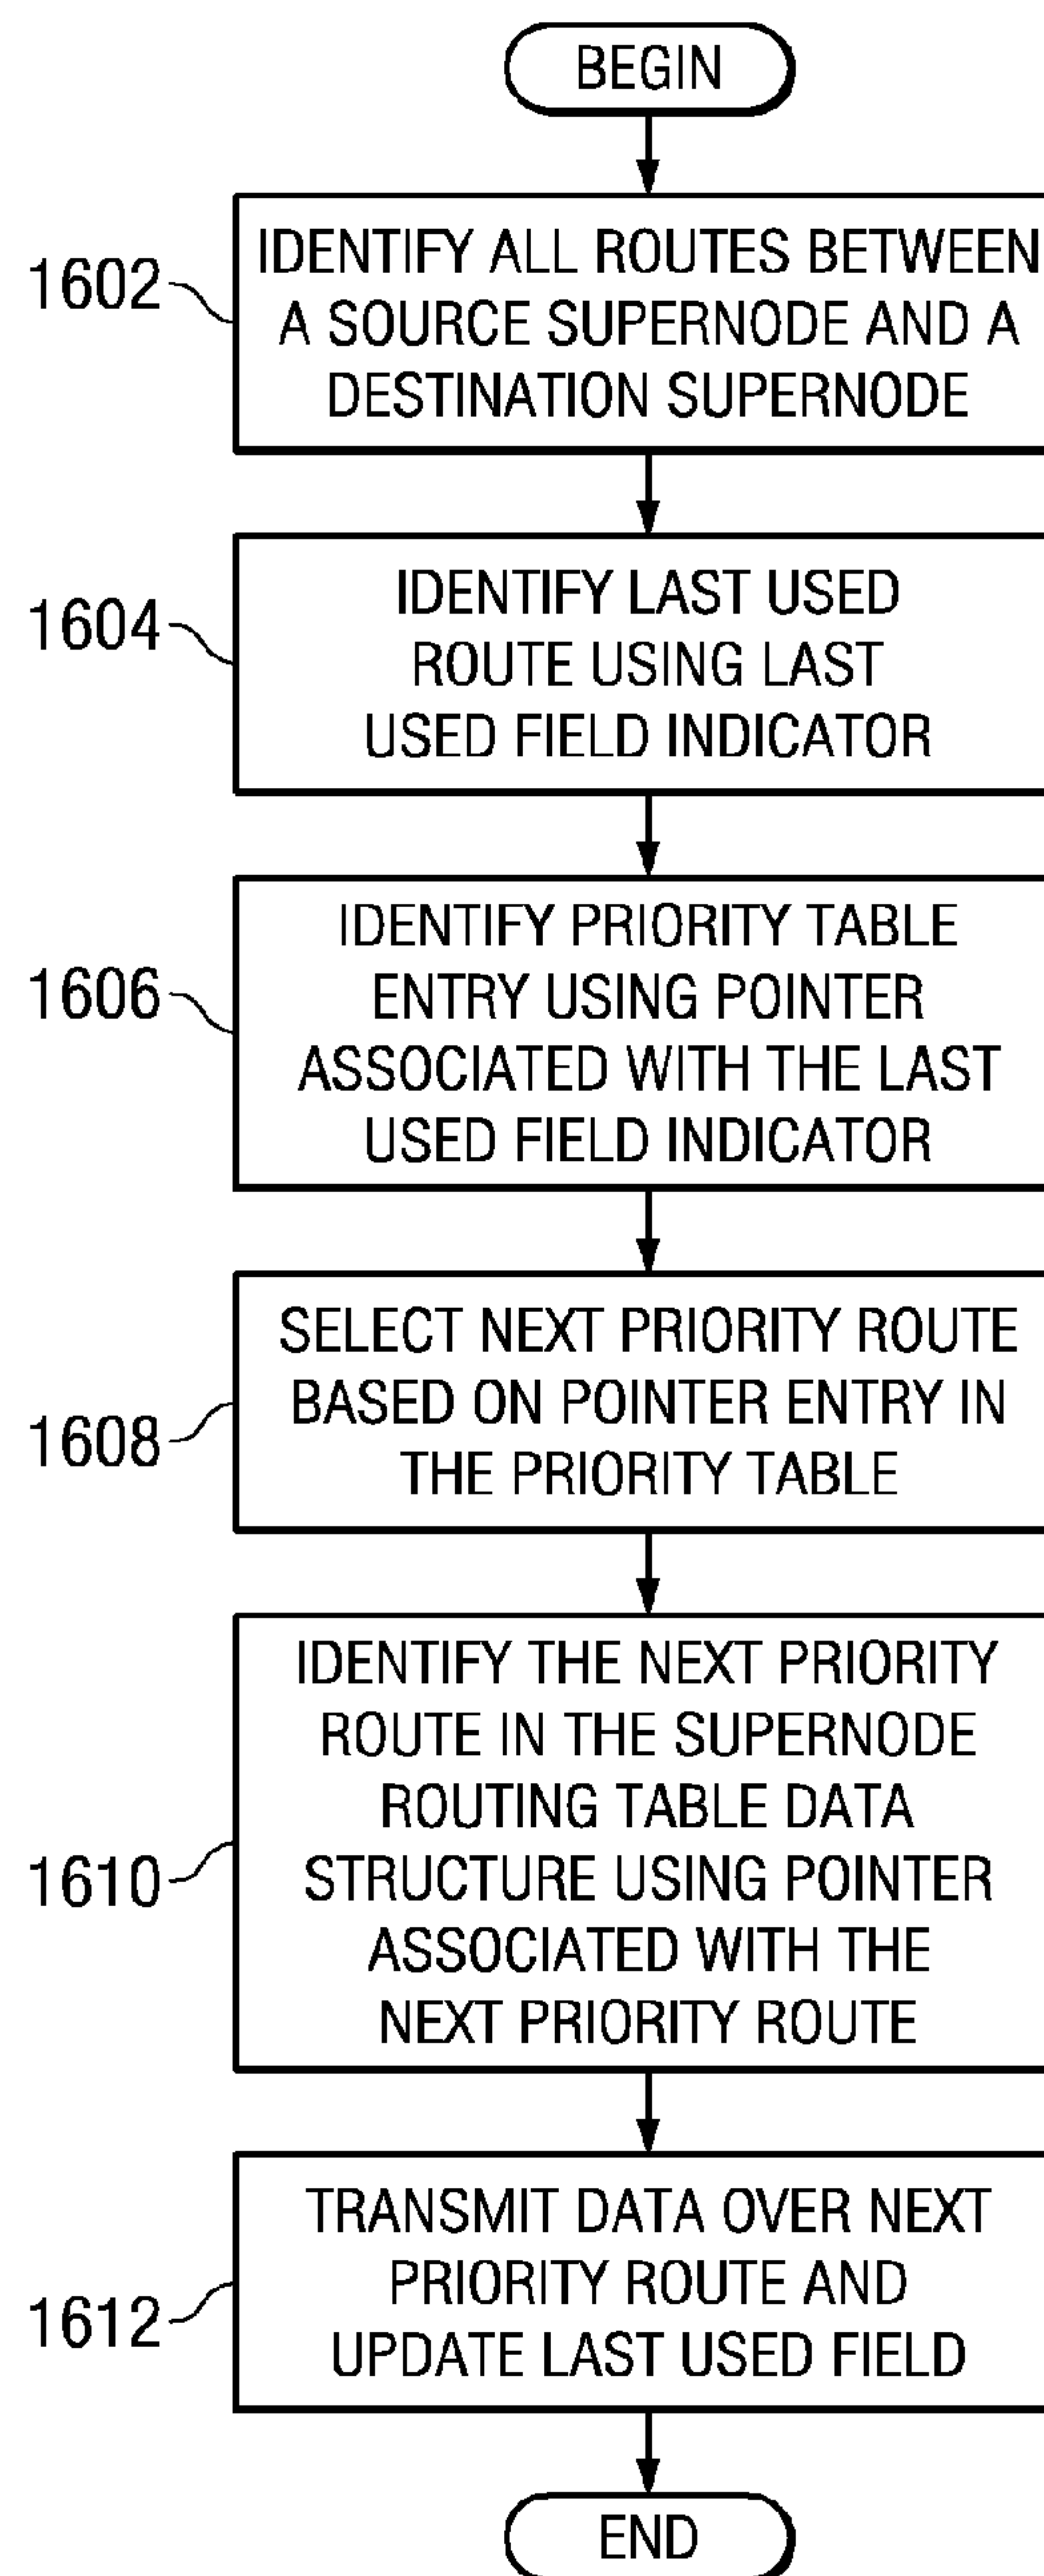 BEGIN
1602
IDENTIFY ALL ROUTES BETWEEN
A SOURCE SUPERNODE AND A
DESTINATION SUPERNODE
1604
IDENTIFY LAST USED
ROUTE USING LAST
USED FIELD INDICATOR
1606
IDENTIFY PRIORITY TABLE
ENTRY USING POINTER
ASSOCIATED WITH THE LAST
USED FIELD INDICATOR
1608
SELECT NEXT PRIORITY ROUTE
BASED ON POINTER ENTRY IN
THE PRIORITY TABLE
1610
IDENTIFY THE NEXT PRIORITY
ROUTE IN THE SUPERNODE
ROUTING TABLE DATA
STRUCTURE USING POINTER
ASSOCIATED WITH THE
NEXT PRIORITY ROUTE
1612
TRANSMIT DATA OVER NEXT
PRIORITY ROUTE AND
UPDATE LAST USED FIELD
END